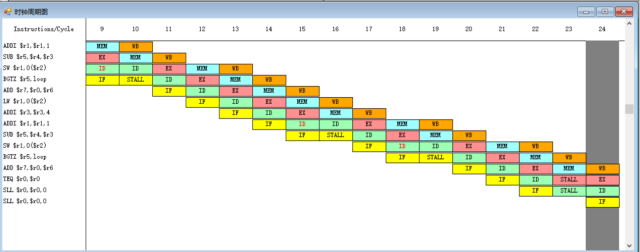 时钟周期图
Instructions/Cycle 9 10 11 12 13 14 15 16 17 18 19 20 21 22 23 24
ADDI $r1,$r1,1 MEM WB
SUB $r5,$r4,$r3 EX MEM WB
SW $r1,0($r2) ID ID EX MEM WB
BGTZ $r5,loop IF STALL ID EX MEM WB
ADD $r7,$r0,$r6 IF ID EX MEM WB
LW $r1,0($r2) IF ID EX MEM WB
ADDI $r3,$r3,4 IF ID EX MEM WB
ADDI $r1,$r1,1 IF ID ID EX MEM WB
SUB $r5,$r4,$r3 IF STALL ID EX MEM WB
SW $r1,0($r2) IF ID ID EX MEM WB
BGTZ $r5,loop IF STALL ID EX MEM WB
ADD $r7,$r0,$r6 IF ID EX MEM WB
TEQ $r0,$r0 IF ID STALL EX
SLL $r0,$r0,0 IF STALL ID
SLL $r0,$r0,0 IF